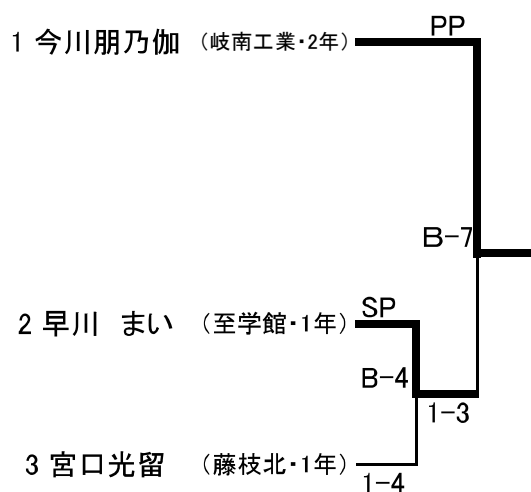 PP
1 今川朋乃伽 (岐南工業・2年)
B-7
SP
2 早川 まい (至学館・1年)
B-4
1-3
3 宮口光留 (藤枝北・1年)
1-4